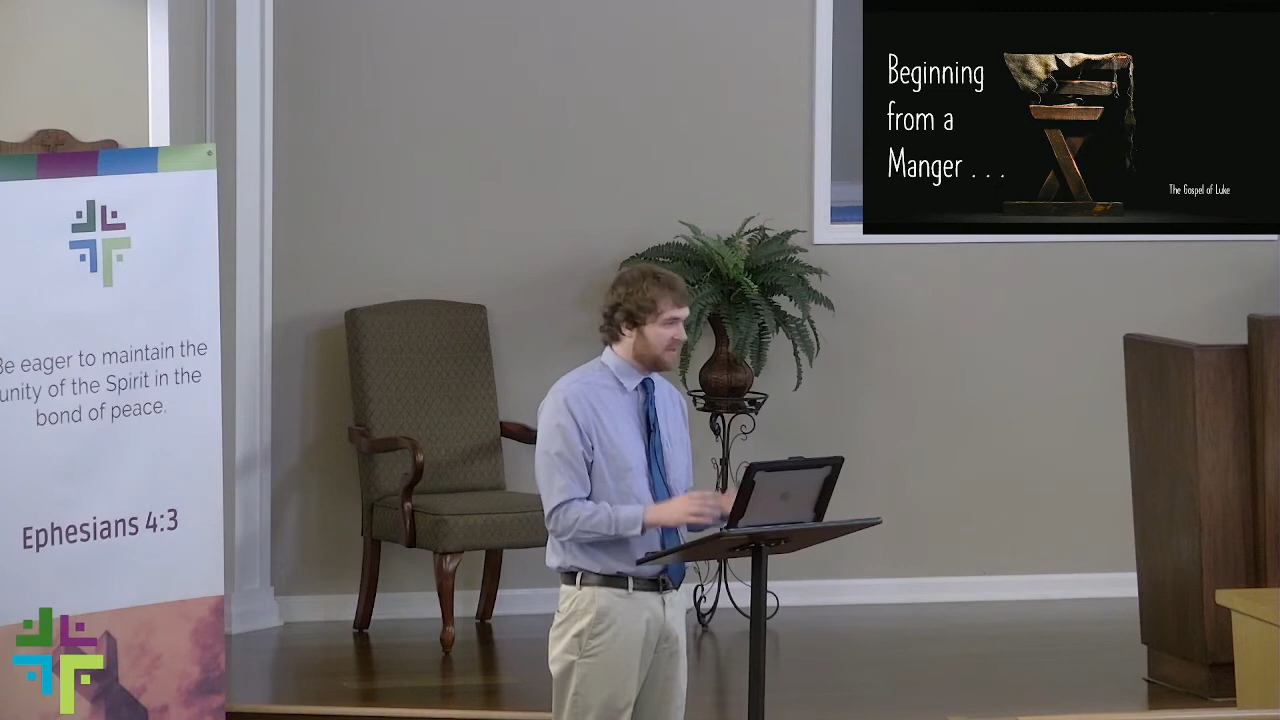 Be eager to maintain the
unity of the Spirit in the
bond of peace.
Ephesians 4:3
Beginning
from a
Manger . . .
The Gospel of Luke